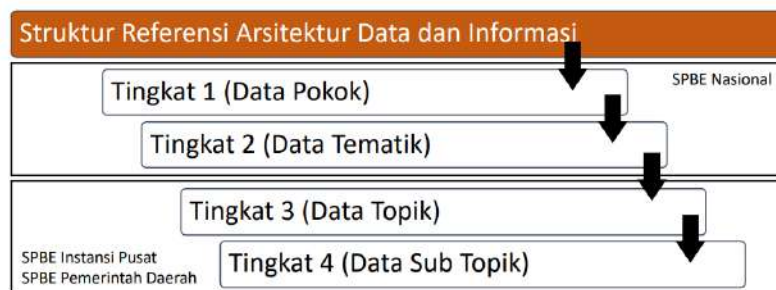 Struktur Referensi Arsitektur Data dan Informasi
SPBE Nasional
Tingkat 1 (Data Pokok)
Tingkat 2 (Data Tematik)
Tingkat 3 (Data Topik)
SPBE Instansi Pusat
SPBE Pemerintah Daerah
Tingkat 4 (Data Sub Topik)